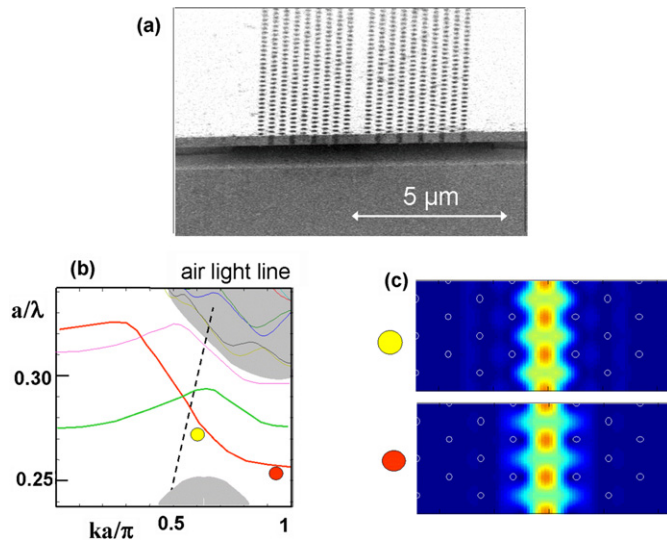 (a)
5 μm
(b)
air light line
(c)
a/λ
0.30
0.25
ka/π
0.5
1